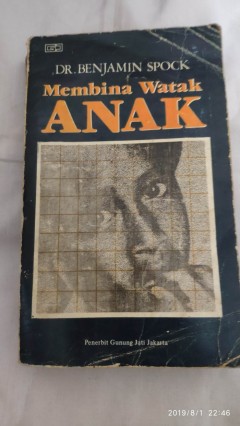 DR. BENJAMIN SPOCK
Membina Watak
ANAK
Penerbit Gunung Jati Jakarta
2019/8/1 22:46